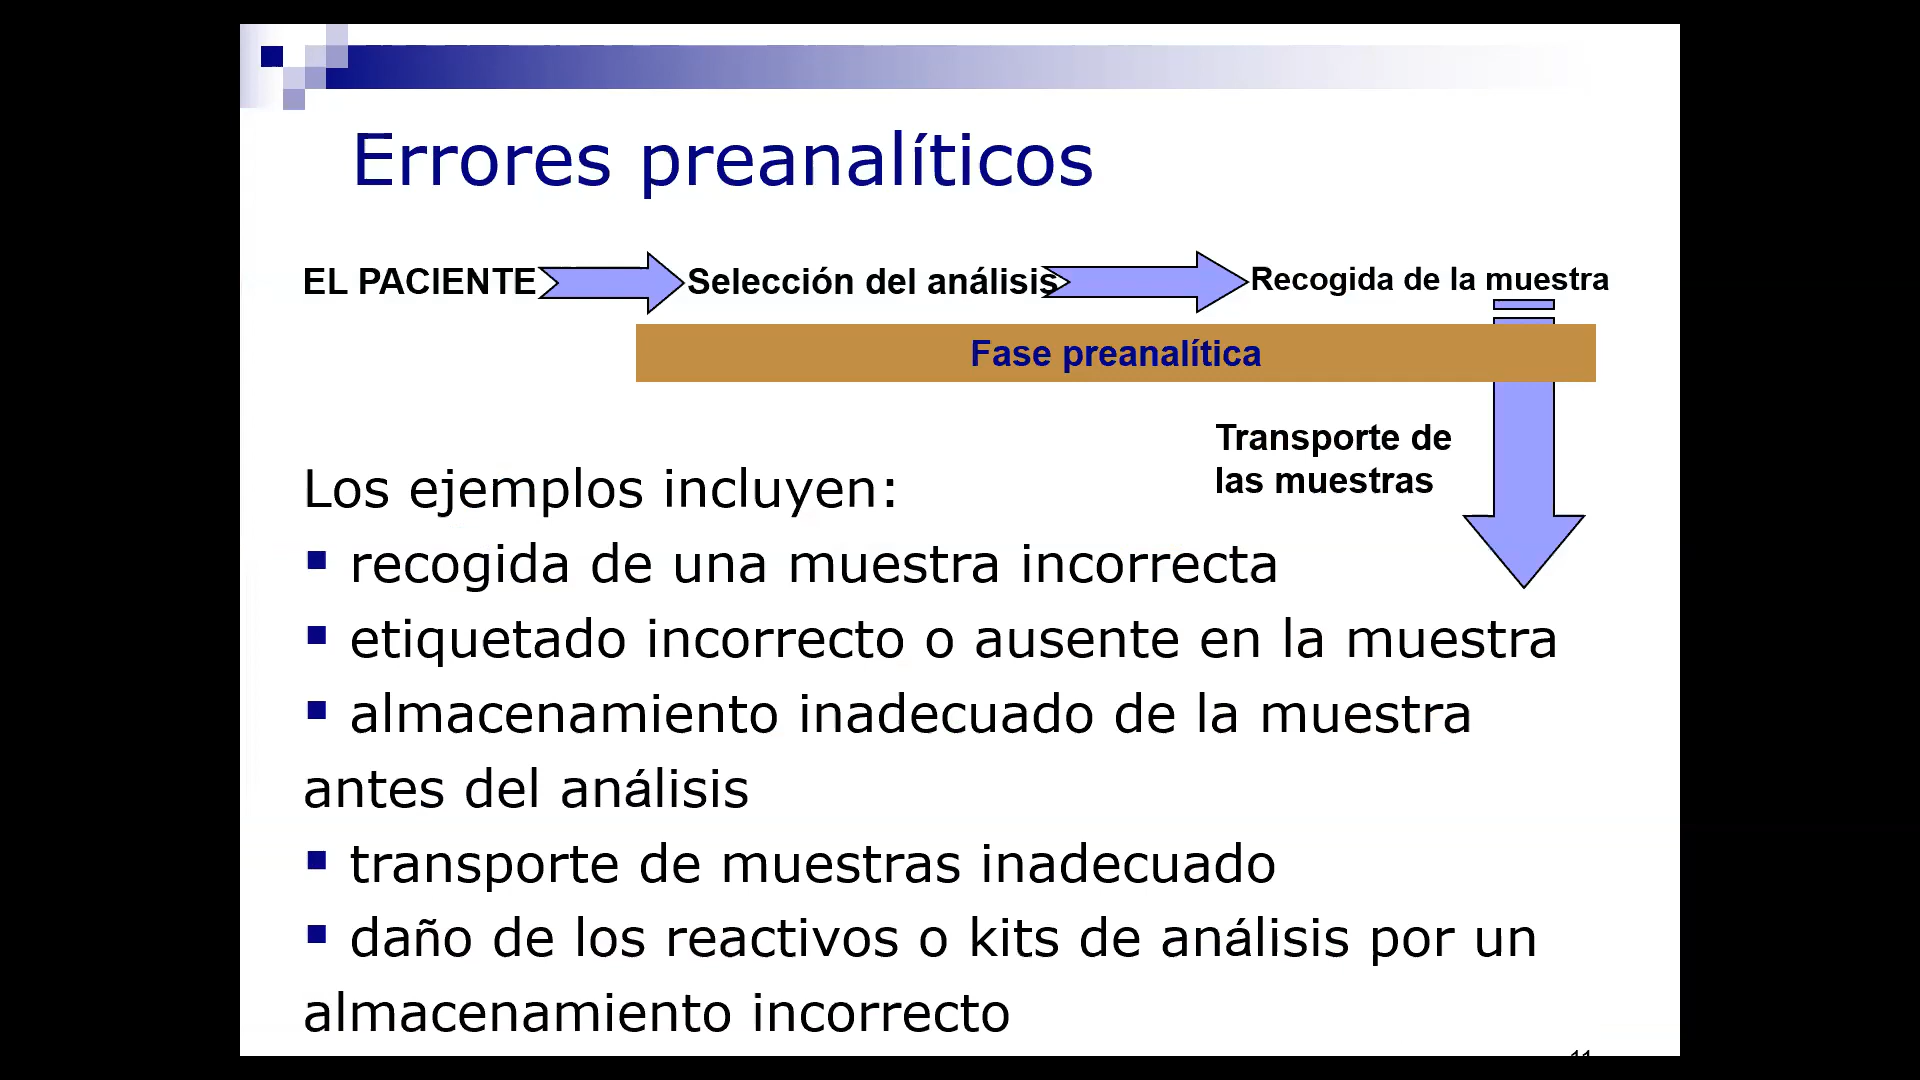 Errores preanalíticos
EL PACIENTE
Selección del análisis
Recogida de la muestra
Fase preanalítica
Transporte de
las muestras
Los ejemplos incluyen:
▪ recogida de una muestra incorrecta
▪ etiquetado incorrecto o ausente en la muestra
▪ almacenamiento inadecuado de la muestra
antes del análisis
▪ transporte de muestras inadecuado
▪ daño de los reactivos o kits de análisis por un
almacenamiento incorrecto
11